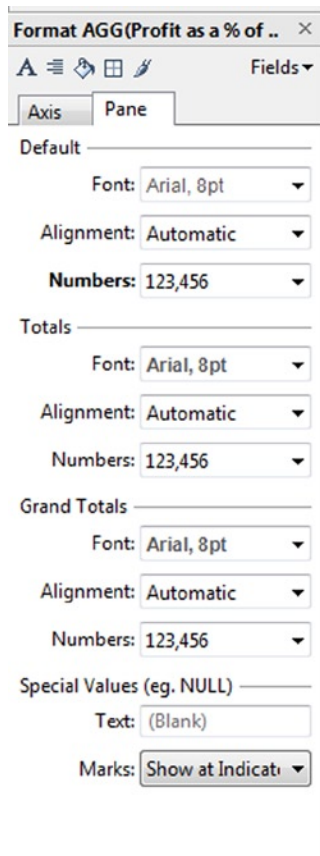 Format AGG(Profit as a % of ..
Fields
Axis Pane
Default
Font: Arial, 8pt
Alignment: Automatic
Numbers: 123,456
Totals
Font: Arial, 8pt
Alignment: Automatic
Numbers: 123,456
Grand Totals
Font: Arial, 8pt
Alignment: Automatic
Numbers: 123,456
Special Values (eg. NULL)
Text: (Blank)
Marks: Show at Indicat